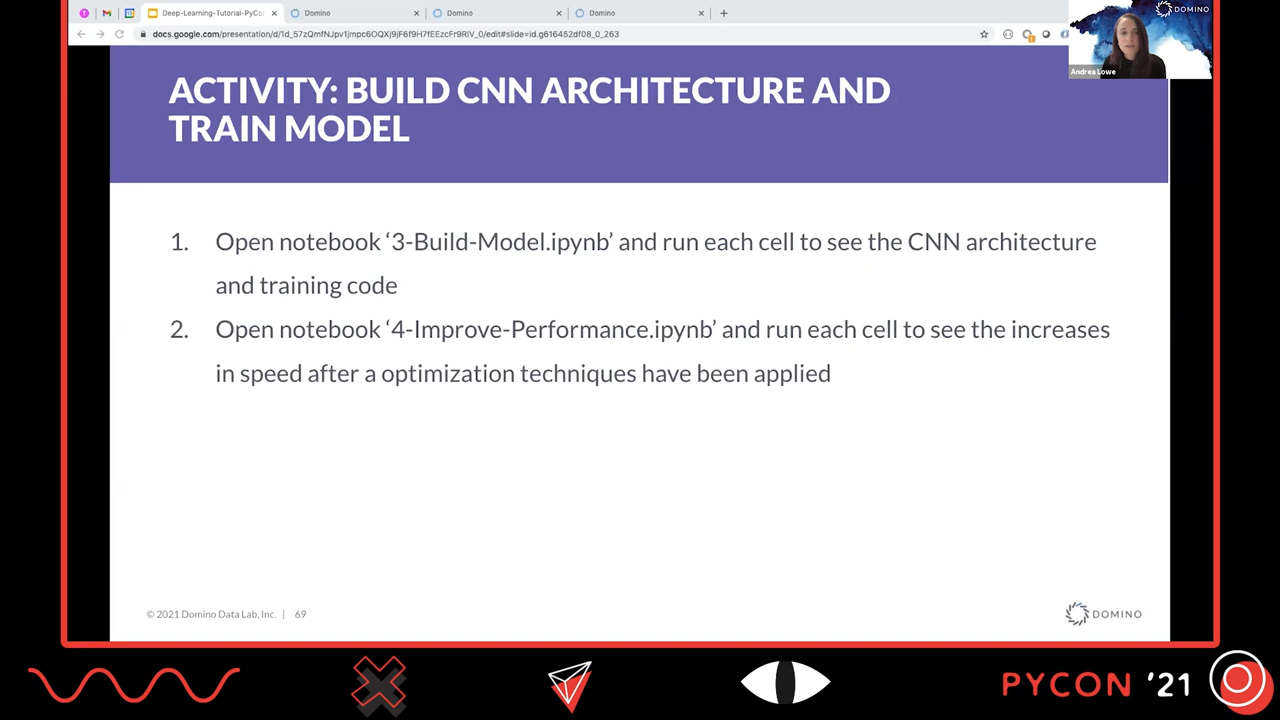 Deep-Learning-Tutorial-PyCo
Domino
Domino
Domino
docs.google.com/presentation/d/1d_57zQmfNJpv1jmpc6OQXj9jF6f9H7fEEzcFr9RIV_0/edit#slide=id.g616452df08_0_263
DOMINO
Andrea Lowe
ACTIVITY: BUILD CNN ARCHITECTURE AND
TRAIN MODEL
1. Open notebook ‘3-Build-Model.ipynb’ and run each cell to see the CNN architecture
and training code
2. Open notebook ‘4-Improve-Performance.ipynb’ and run each cell to see the increases
in speed after a optimization techniques have been applied
© 2021 Domino Data Lab, Inc. | 69
DOMINO
PYCON ’21